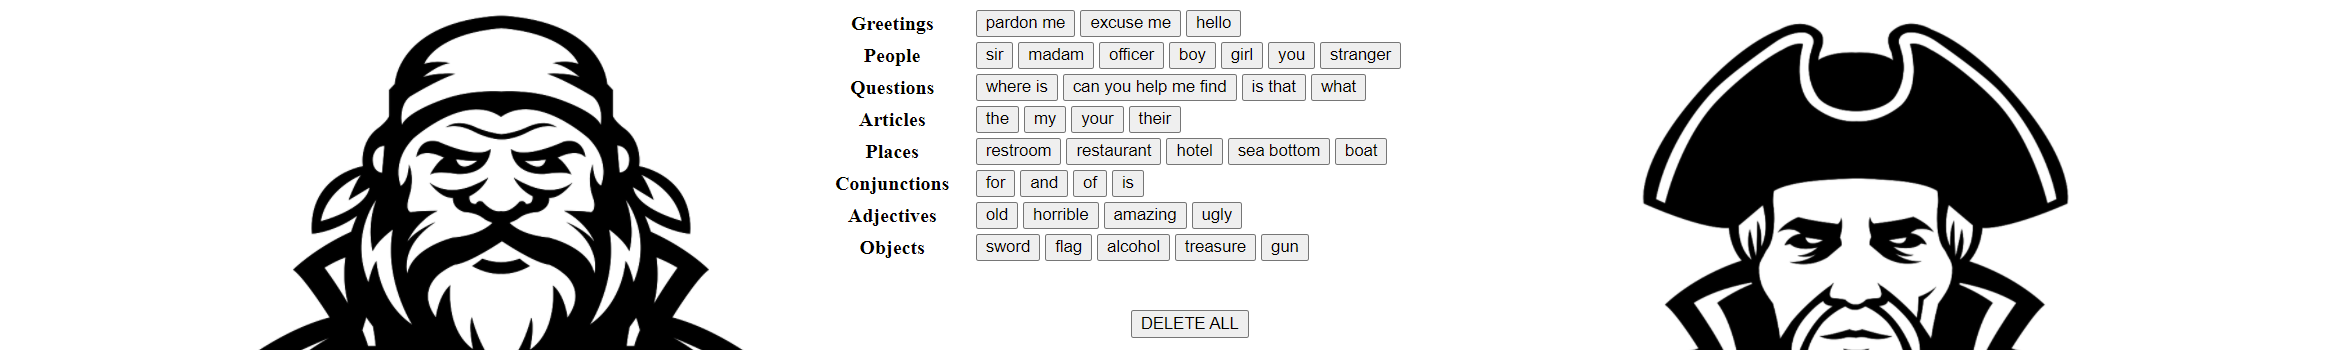 Greetings pardon me excuse me hello
People sir madam officer boy girl you stranger
Questions where is can you help me find is that what
Articles the my your their
Places restroom restaurant hotel sea bottom boat
Conjunctions for and of is
Adjectives old horrible amazing ugly
Objects sword flag alcohol treasure gun
DELETE ALL